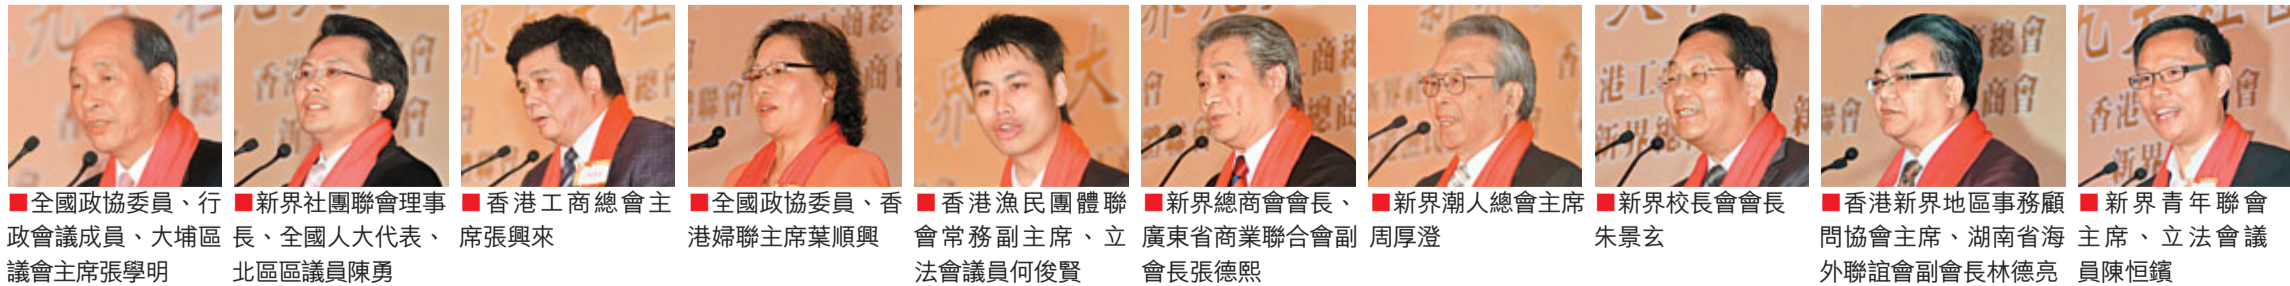 ■全國政協委員、行
政會議成員、大埔區
議會主席張學明
■新界社團聯會理事
長、全國人大代表、
北區區議員陳勇
■香港工商總會主
席張興來
■全國政協委員、香
港婦聯主席葉順興
■香港漁民團體聯
會常務副主席、立
法會議員何俊賢
■新界總商會會長、
廣東省商業聯合會副
會長張德熙
■新界潮人總會主席
周厚澄
■新界校長會會長
朱景玄
■香港新界地區事務顧
問協會主席、湖南省海
外聯誼會副會長林德亮
■新界青年聯會
主席、立法會議
員陳恒鑌